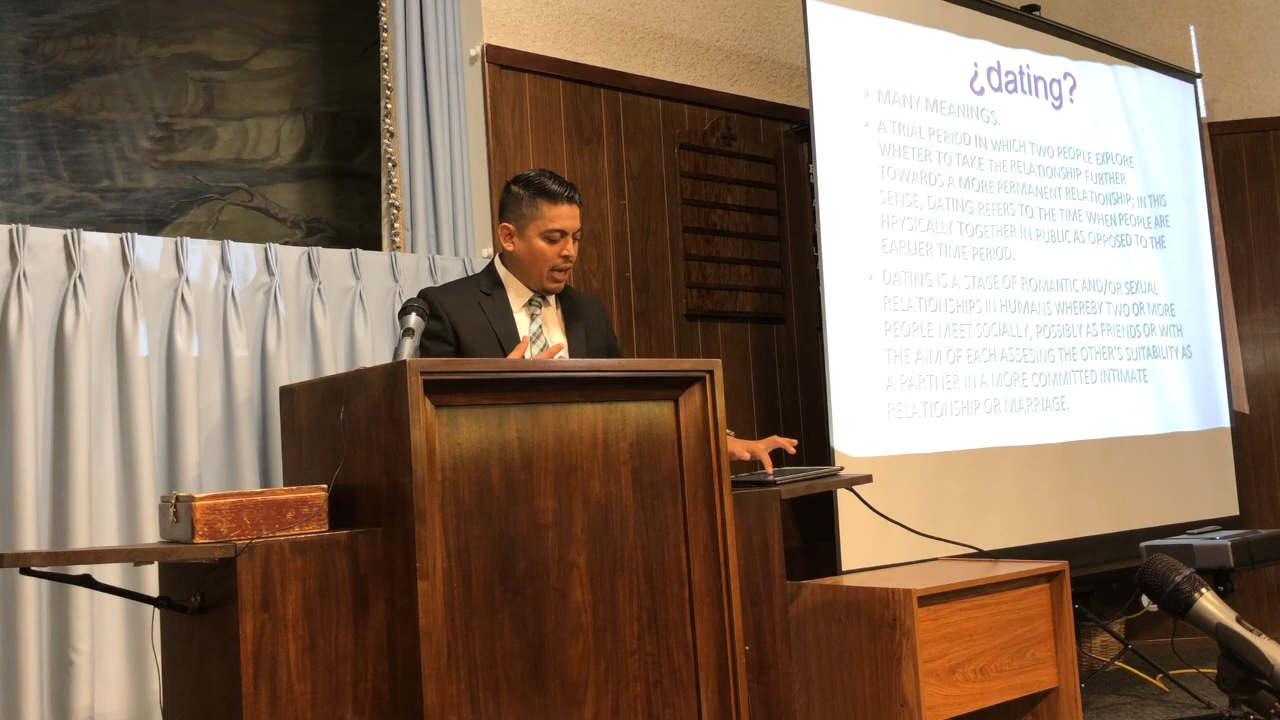 ¿dating?
MANY MEANINGS.
A TRIAL PERIOD IN WHICH TWO PEOPLE EXPLORE
WHETER TO TAKE THE RELATIONSHIP FURTHER
TOWARDS A MORE PERMANENT RELATIONSHIP; IN THIS
SENSE, DATING REFERS TO THE TIME WHEN PEOPLE ARE
HPYSICALLY TOGETHER IN PUBLIC AS OPPOSED TO THE
EARLIER TIME PERIOD.
DATING IS A STAGE OF ROMANTIC AND/OR SEXUAL
RELATIONSHIPS IN HUMANS WHEREBY TWO OR MORE
PEOPLE MEET SOCIALLY, POSSIBLY AS FRIENDS OR WITH
THE AIM OF EACH ASSESING THE OTHER'S SUITABILITY AS
A PARTNER IN A MORE COMMITTED INTIMATE
RELATIONSHIP OR MARRIAGE.